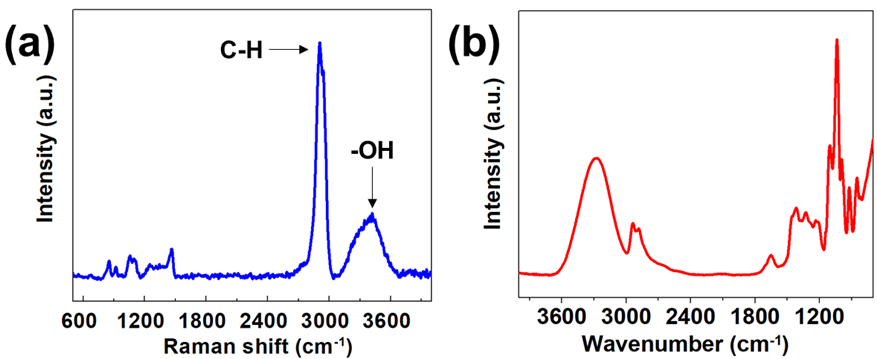 (a)
C-H
-OH
Intensity (a.u.)
600 1200 1800 2400 3000 3600
Raman shift (cm-1)
(b)
Intensity (a.u.)
3600 3000 2400 1800 1200
Wavenumber (cm-1)